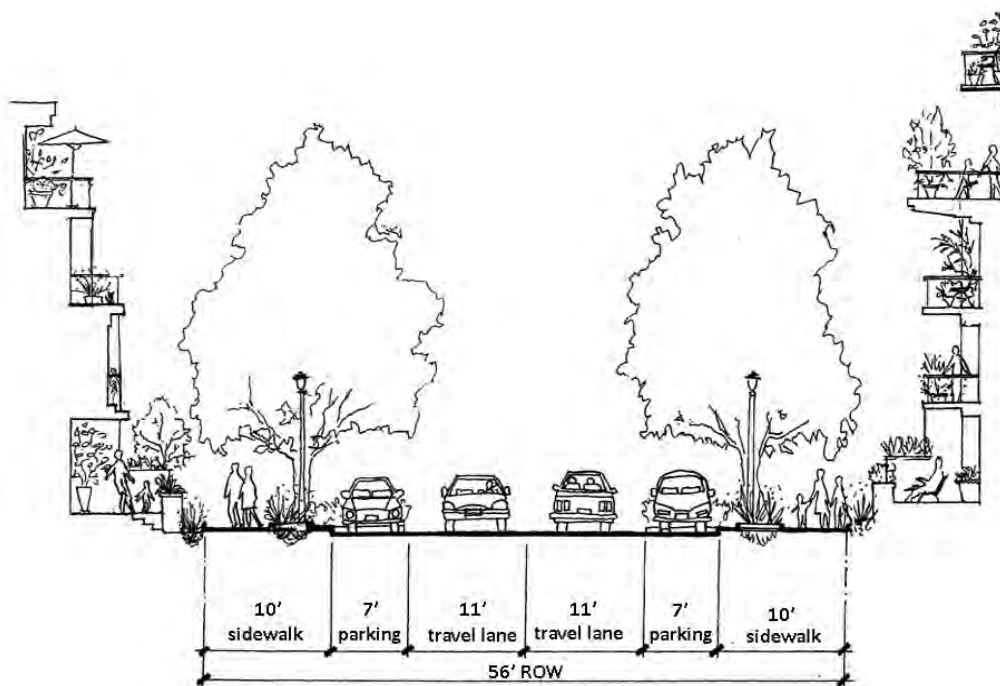 10'
sidewalk
7'
parking
11'
travel lane
11'
travel lane
7'
parking
10'
sidewalk
56' ROW